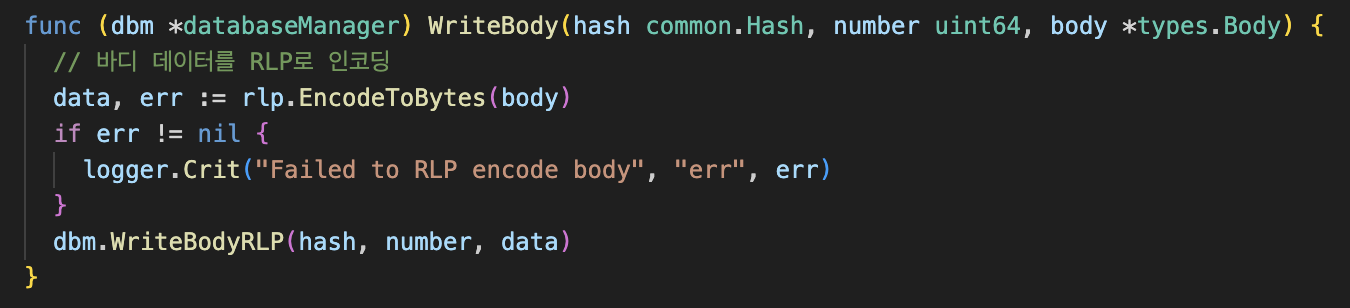 func (dbm *databaseManager) WriteBody(hash common.Hash, number uint64, body *types.Body) {
  // 바디 데이터를 RLP로 인코딩
  data, err := rlp.EncodeToBytes(body)
  if err != nil {
    logger.Crit("Failed to RLP encode body", "err", err)
  }
  dbm.WriteBodyRLP(hash, number, data)
}